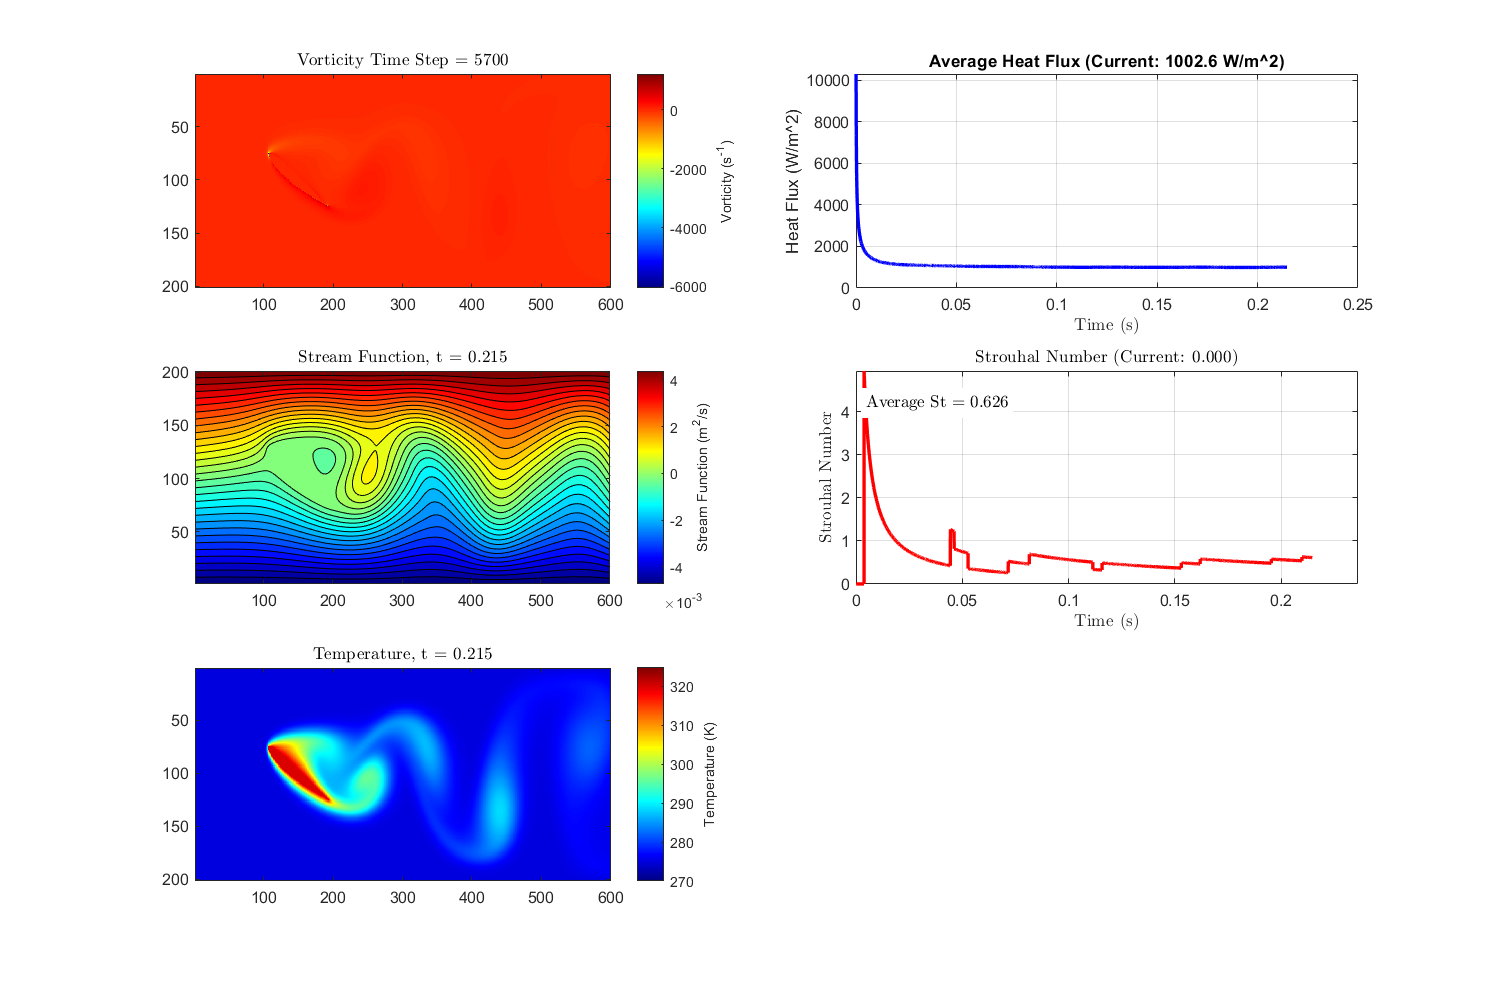 Vorticity Time Step = 5700
50
100
150
200
100 200 300 400 500 600
0
-2000
-4000
-6000
Vorticity (s^-1)
Average Heat Flux (Current: 1002.6 W/m^2)
10000
8000
6000
4000
2000
0
Heat Flux (W/m^2)
0 0.05 0.1 0.15 0.2 0.25
Time (s)
Stream Function, t = 0.215
200
150
100
50
100 200 300 400 500 600
4
2
0
-2
-4
×10^-3
Stream Function (m^2/s)
Strouhal Number (Current: 0.000)
Average St = 0.626
4
3
2
1
0
Strouhal Number
0 0.05 0.1 0.15 0.2
Time (s)
Temperature, t = 0.215
50
100
150
200
100 200 300 400 500 600
320
310
300
290
280
270
Temperature (K)